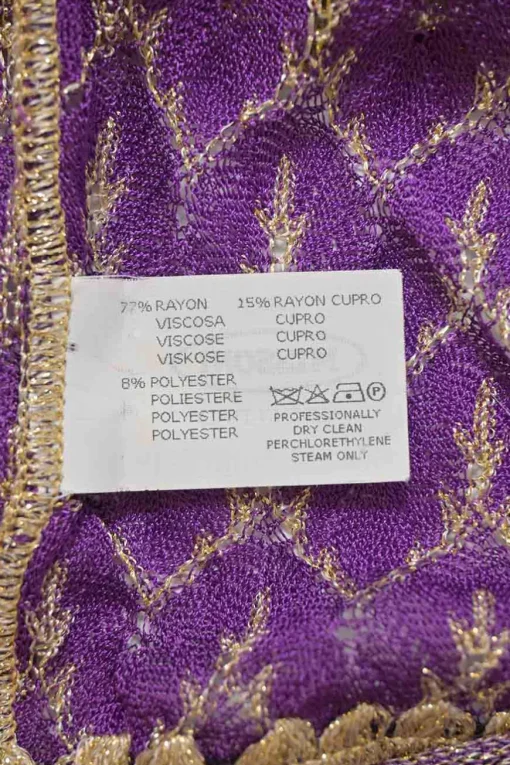 77% RAYON
VISCOSA
VISCOSE
VISKOSE
15% RAYON CUPRO
CUPRO
CUPRO
CUPRO
8% POLYESTER
POLIESTERE
POLYESTER
POLYESTER
P
PROFESSIONALLY
DRY CLEAN
PERCHLORETHYLENE
STEAM ONLY